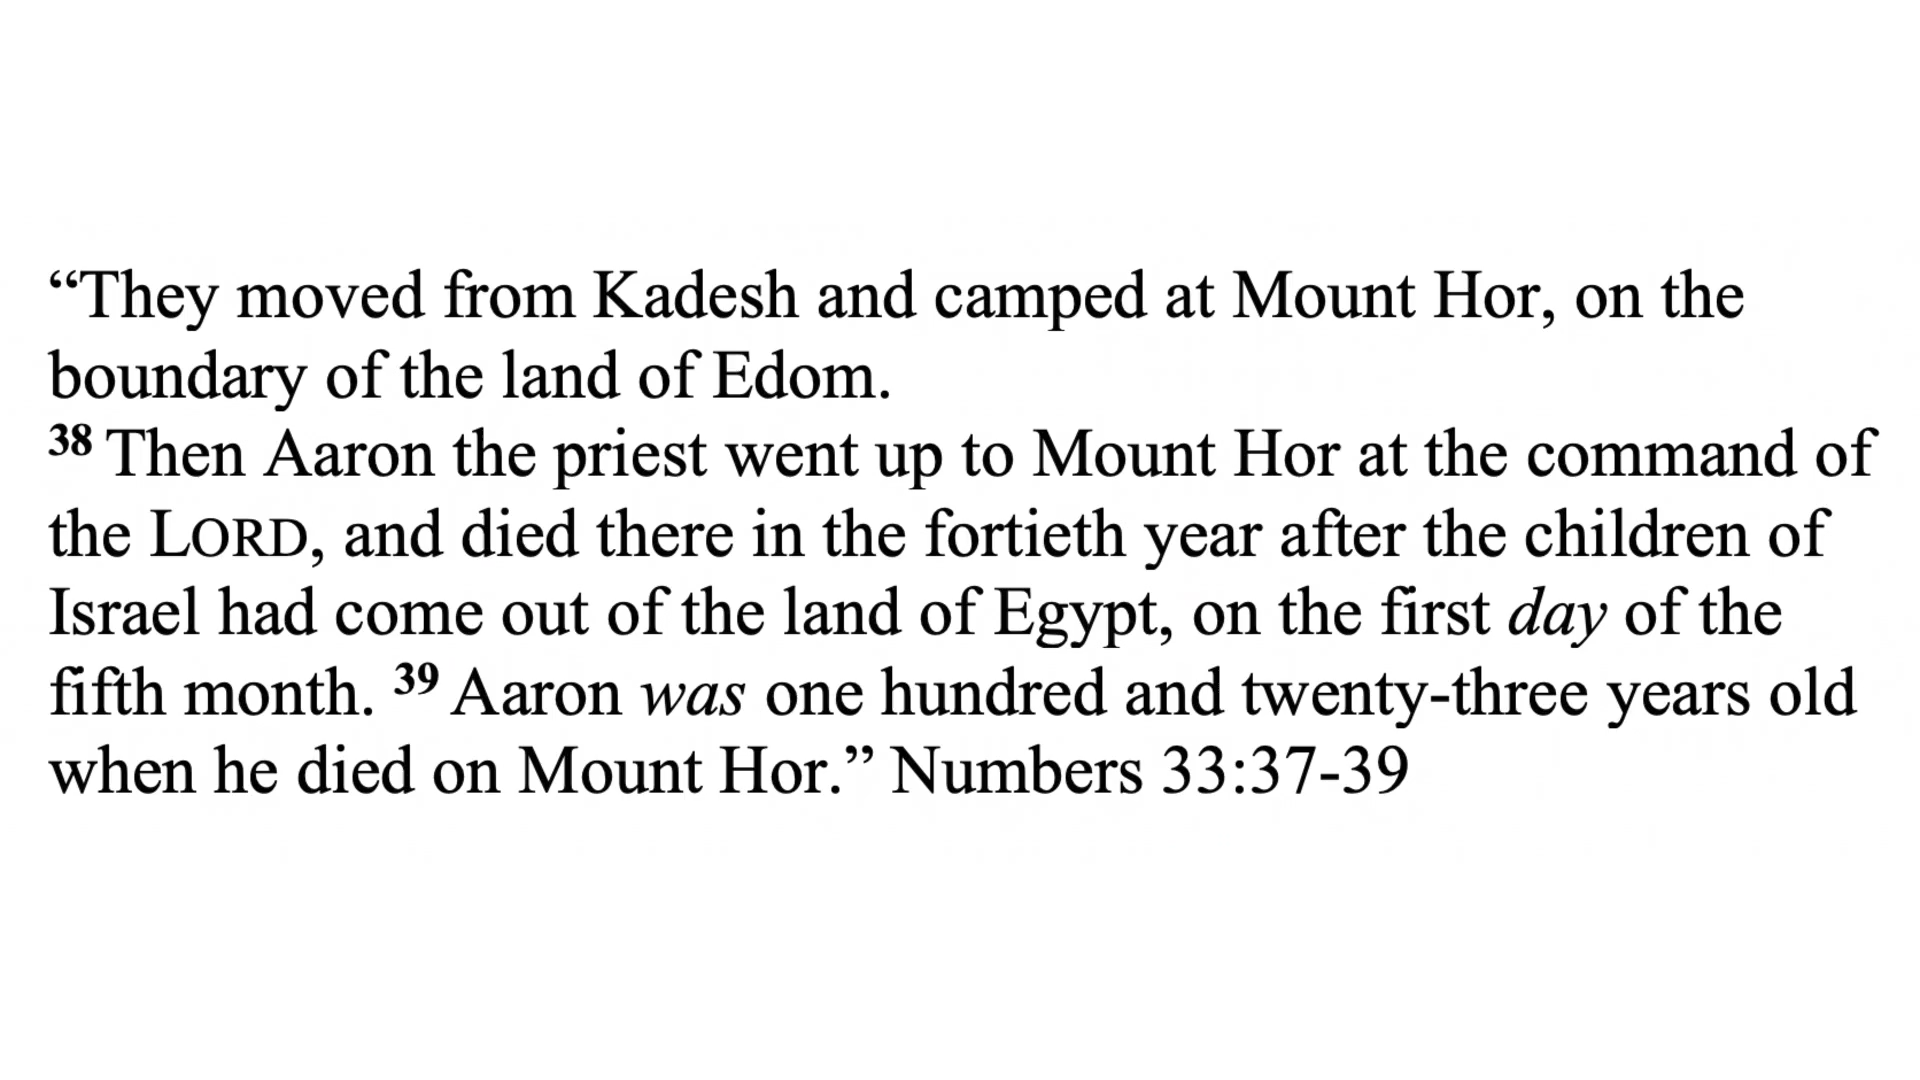 “They moved from Kadesh and camped at Mount Hor, on the
boundary of the land of Edom.
38 Then Aaron the priest went up to Mount Hor at the command of
the LORD, and died there in the fortieth year after the children of
Israel had come out of the land of Egypt, on the first day of the
fifth month. 39 Aaron was one hundred and twenty-three years old
when he died on Mount Hor.” Numbers 33:37-39